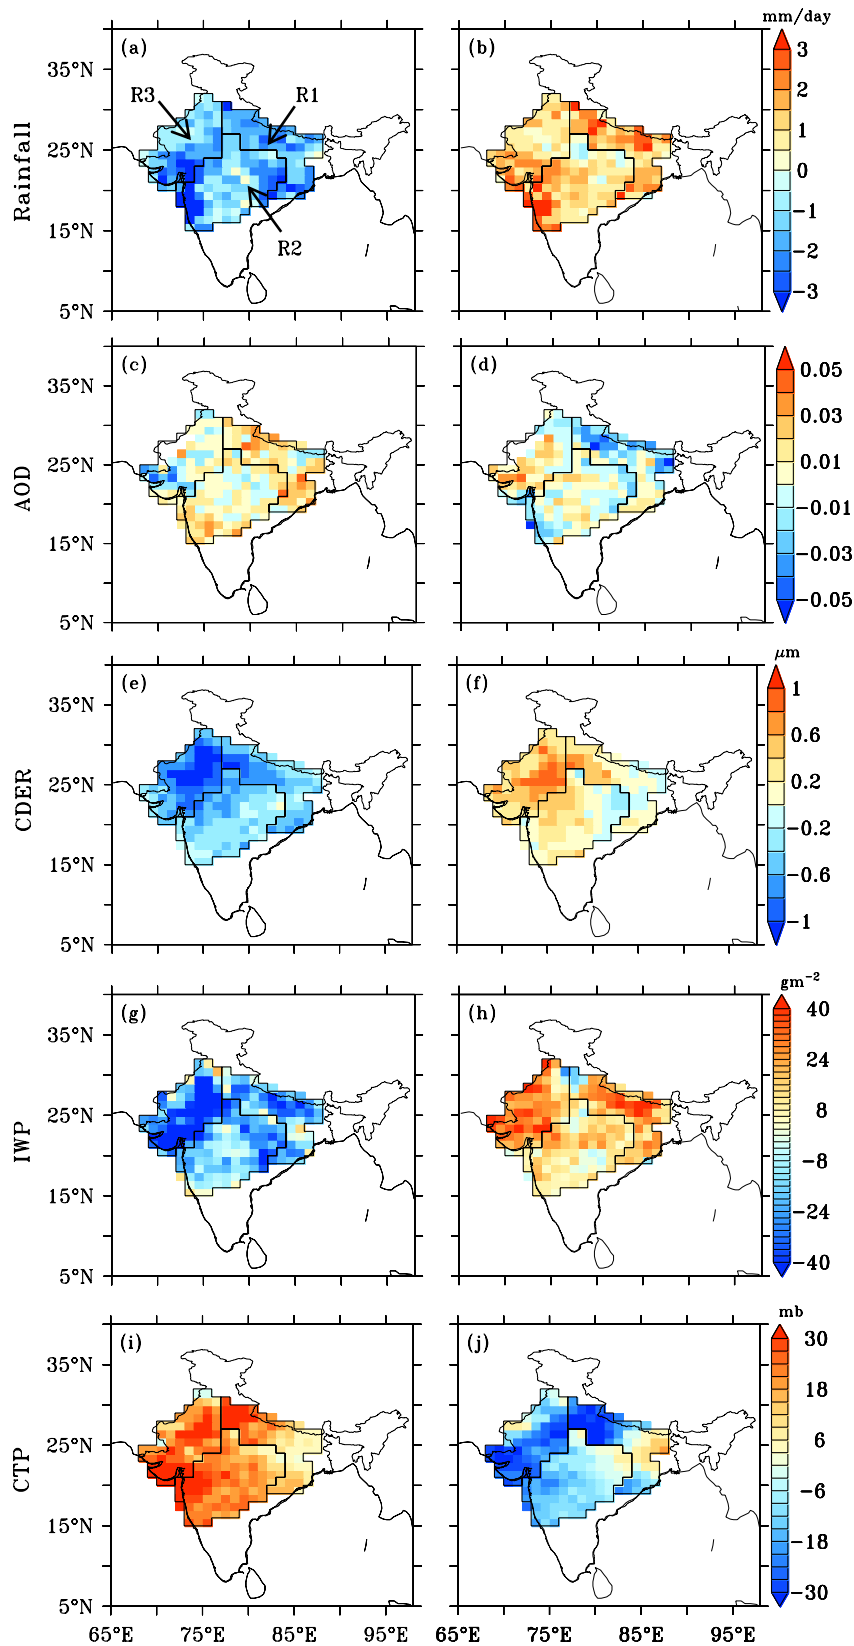 mm/day
(a)
(b)
35°N
25°N
15°N
5°N
R3
R1
R2
Rainfall
3
2
1
0
−1
−2
−3
(c)
(d)
35°N
25°N
15°N
5°N
AOD
0.05
0.03
0.01
−0.01
−0.03
−0.05
μm
(e)
(f)
35°N
25°N
15°N
5°N
CDER
1
0.6
0.2
−0.2
−0.6
−1
gm⁻²
(g)
(h)
35°N
25°N
15°N
5°N
IWP
40
24
8
−8
−24
−40
mb
(i)
(j)
35°N
25°N
15°N
5°N
CTP
30
18
6
−6
−18
−30
65°E 75°E 85°E 95°E 65°E 75°E 85°E 95°E